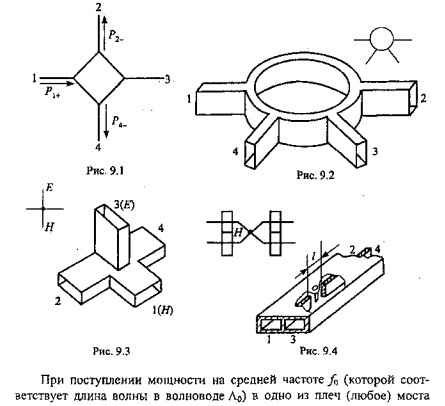 2
P₂₋
1
3
P₁₊
P₄₋
4
Рис. 9.1
1
2
4
3
Рис. 9.2
E
H
3(E)
4
2
1(H)
Рис. 9.3
H
l
2
4
1
3
Рис. 9.4
При поступлении мощности на средней частоте f₀ (которой соот-
ветствует длина волны в волноводе Λ₀) в одно из плеч (любое) моста